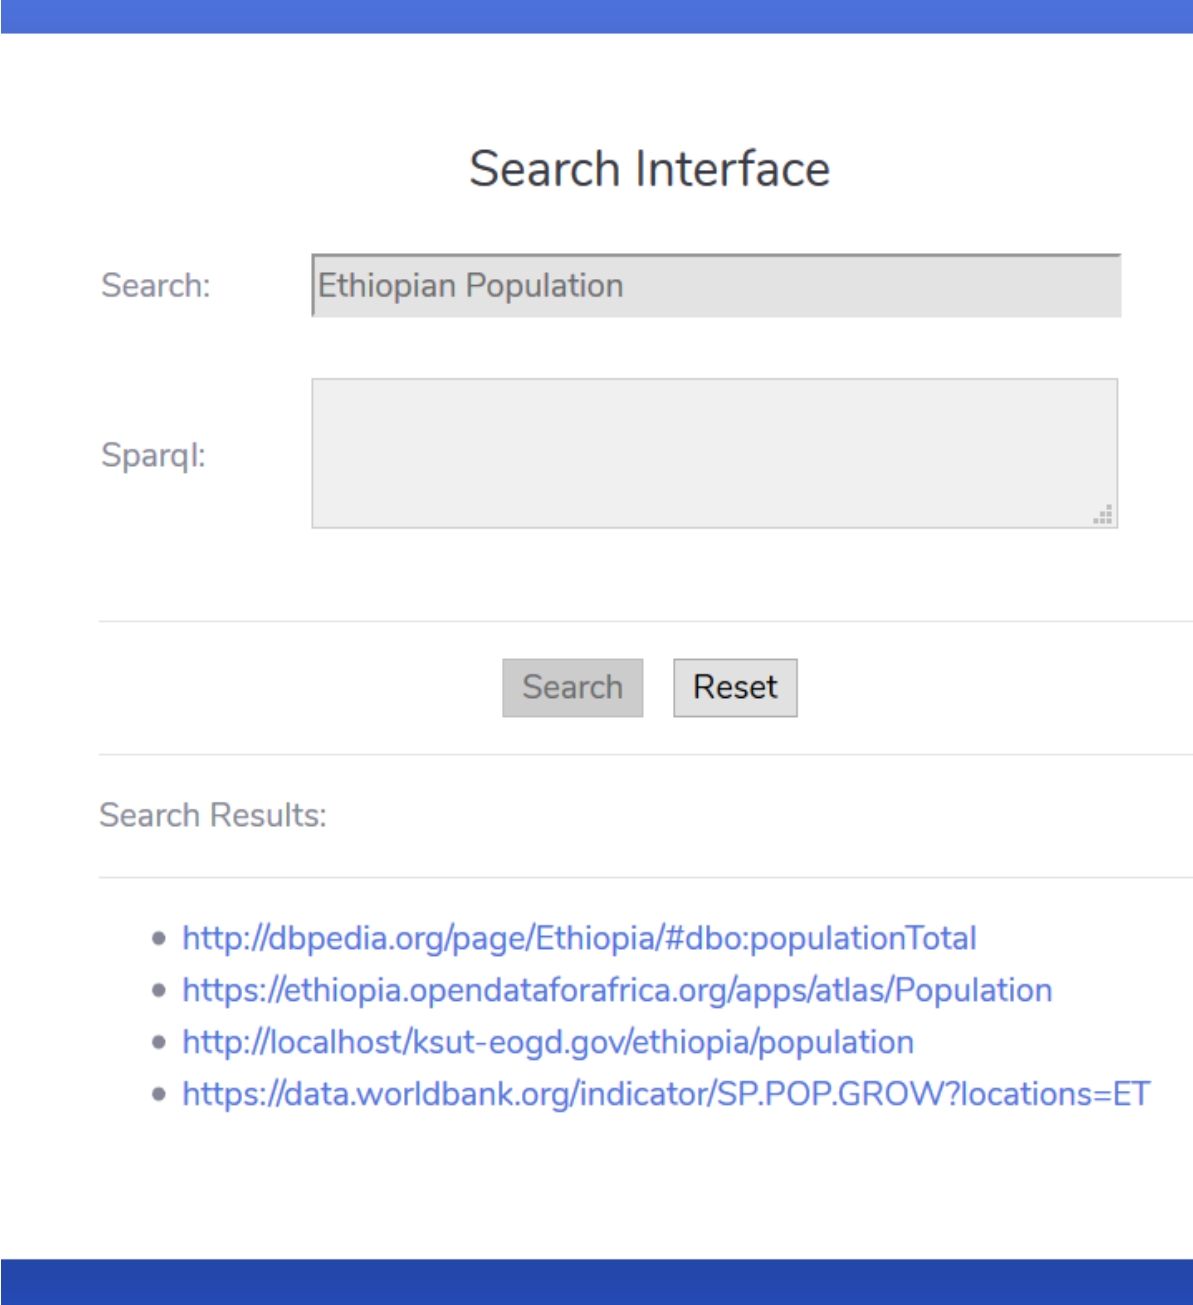 Search Interface
Search: Ethiopian Population
Sparql:
Search Reset
Search Results:
http://dbpedia.org/page/Ethiopia/#dbo:populationTotal
https://ethiopia.opendataforafrica.org/apps/atlas/Population
http://localhost/ksut-eogd.gov/ethiopia/population
https://data.worldbank.org/indicator/SP.POP.GROW?locations=ET